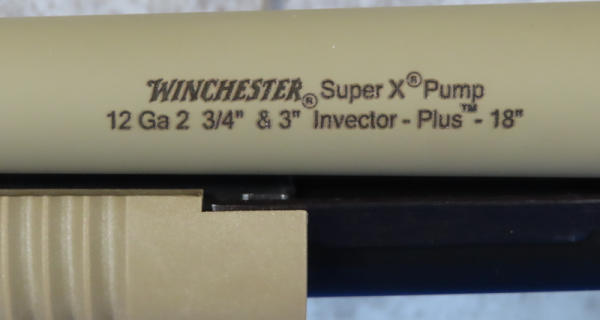 WINCHESTER® Super X® Pump
12 Ga 2 3/4" & 3" Invector - Plus™ - 18"